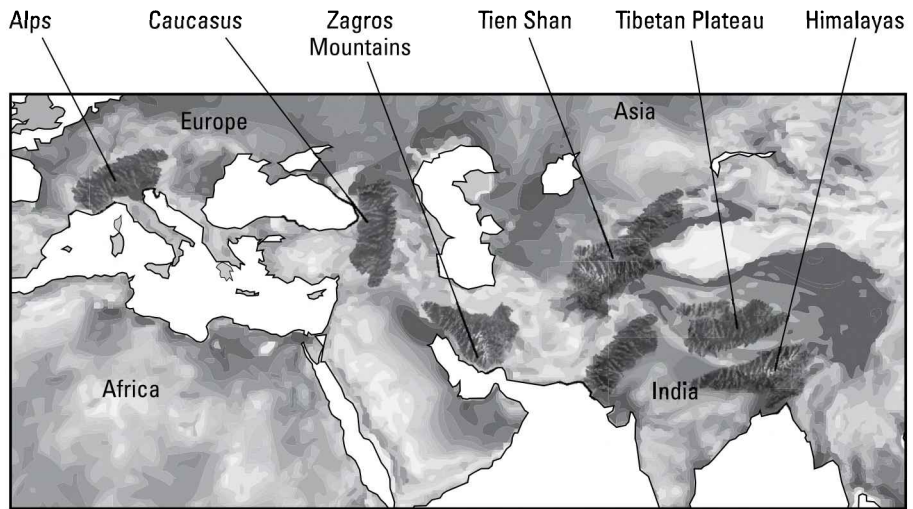 Alps
Caucasus
Zagros
Mountains
Tien Shan
Tibetan Plateau
Himalayas
Europe
Asia
Africa
India